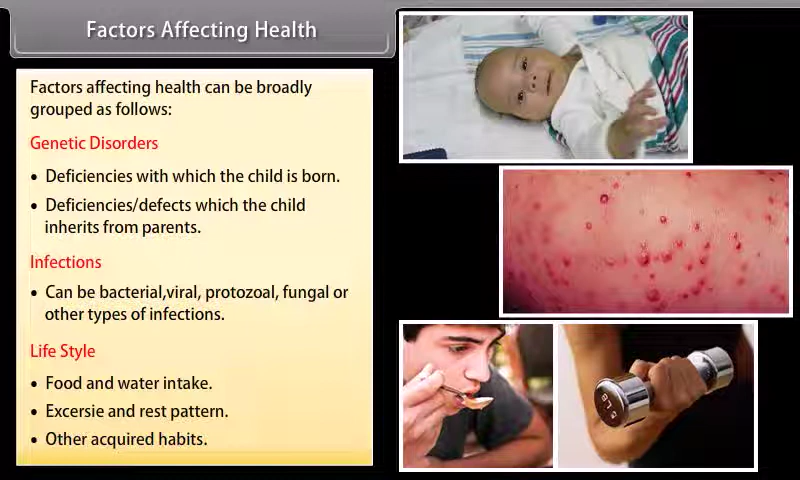 Factors Affecting Health
Factors affecting health can be broadly
grouped as follows:
Genetic Disorders
• Deficiencies with which the child is born.
• Deficiencies/defects which the child
inherits from parents.
Infections
• Can be bacterial,viral, protozoal, fungal or
other types of infections.
Life Style
• Food and water intake.
• Excersie and rest pattern.
• Other acquired habits.
5 LB